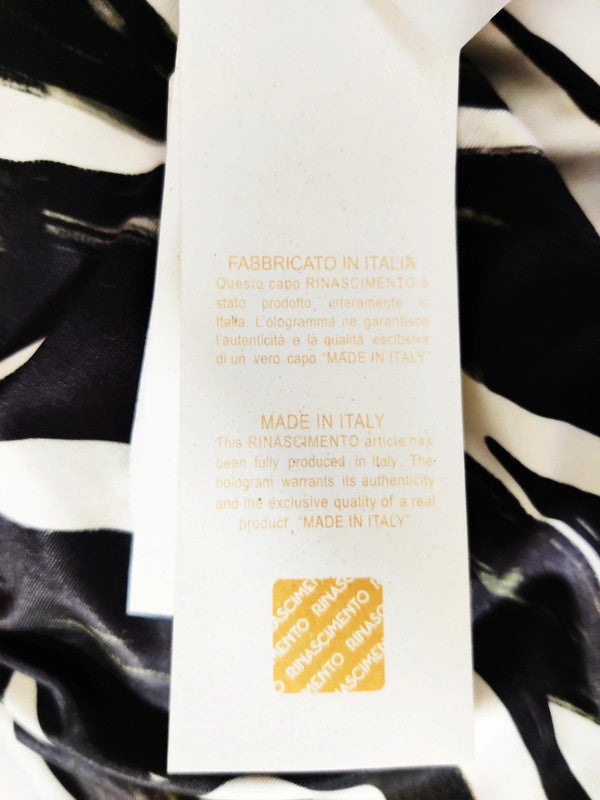 FABBRICATO IN ITALIA
Questo capo RINASCIMENTO è
stato prodotto interamente in
Italia. L'ologramma ne garantisce
l'autenticità e là qualità esclusiva
di un vero capo "MADE IN ITALY"
MADE IN ITALY
This RINASCIMENTO article has
been fully produced in Italy. The
hologram warrants its authenticity
and the exclusive quality of a real
product "MADE IN ITALY"
RINASCIMENTO RINASCIMENTO
RINASCIMENTO